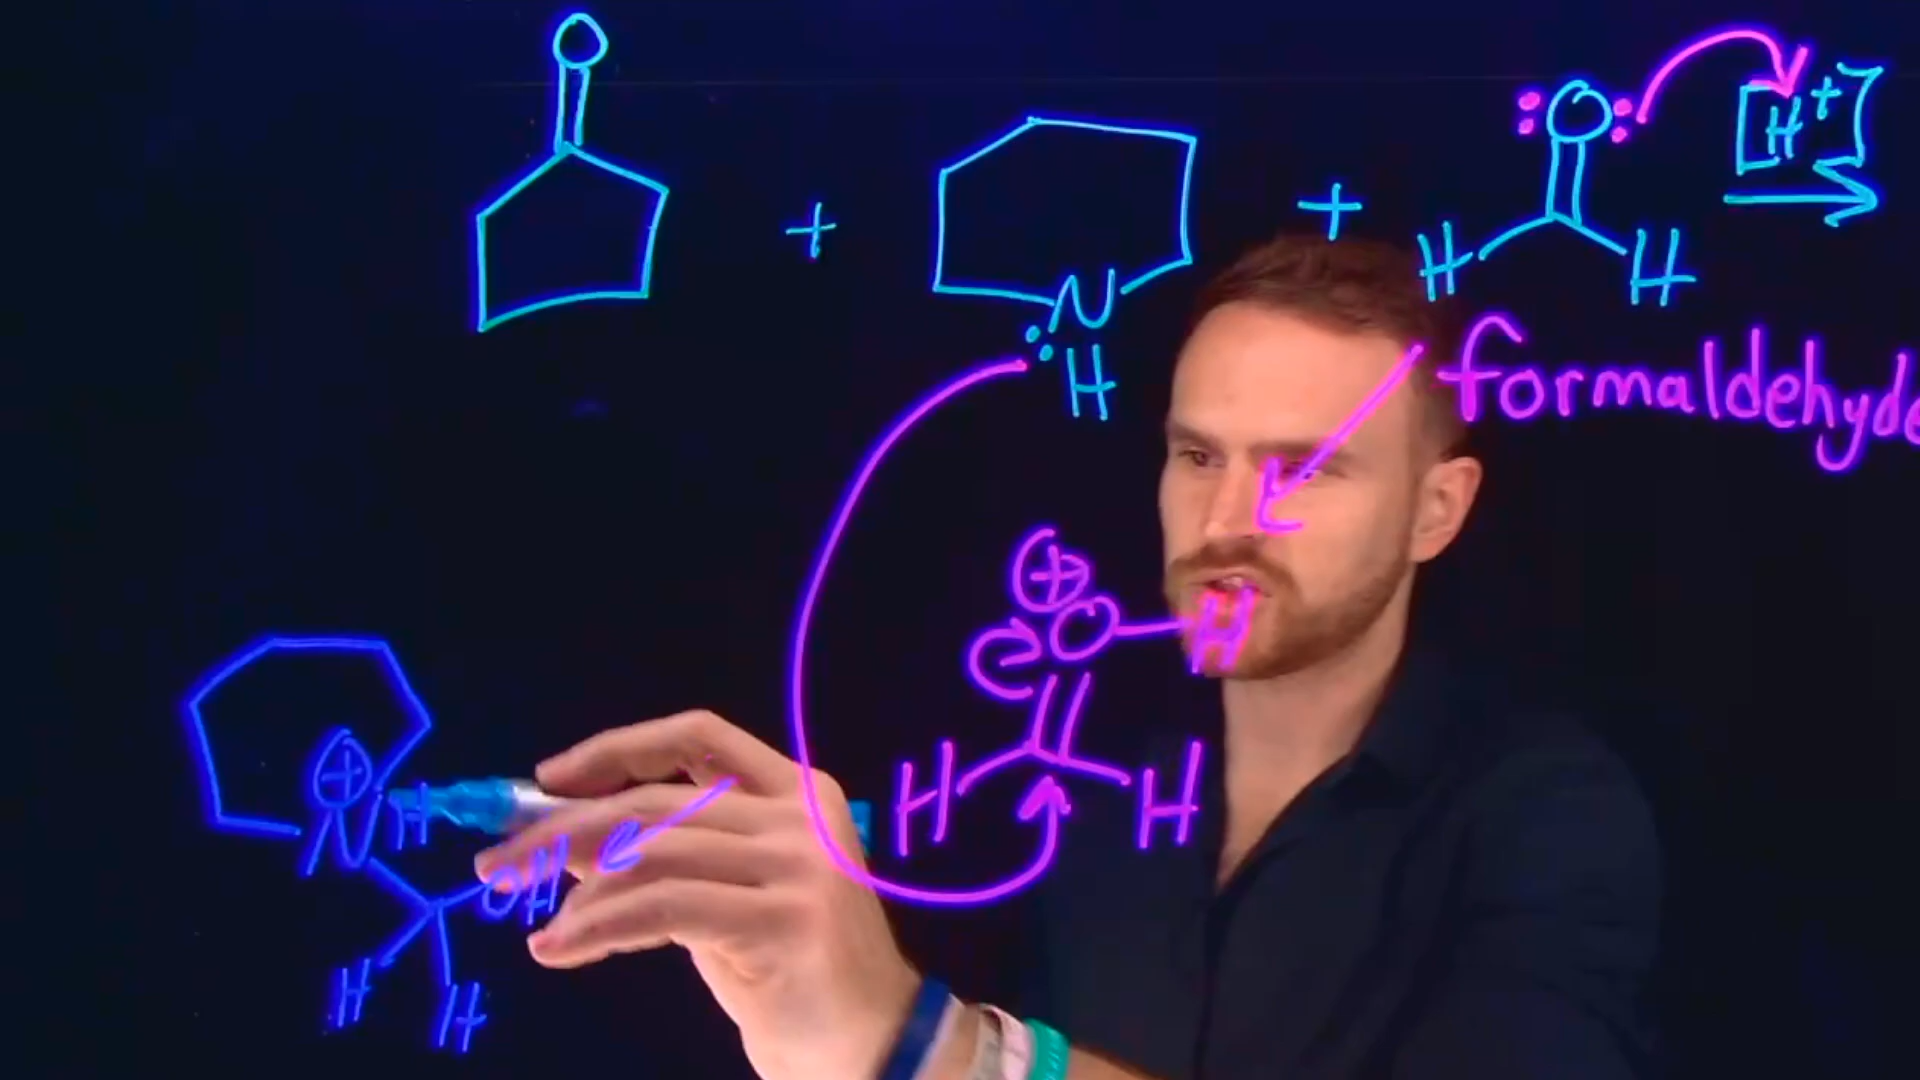 O
+
N
H
+
:O:
H H
[H+]
formaldehyde
⊕
O H
H H
⊕
N H
OH
H H